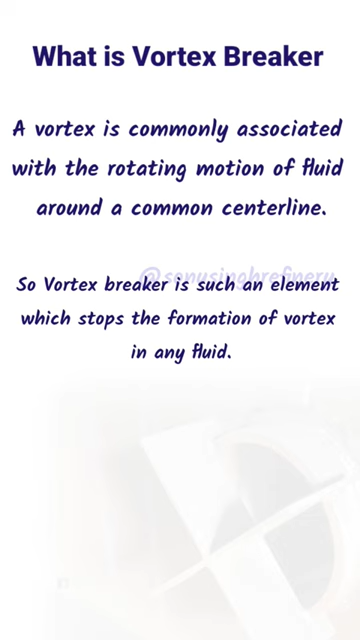 What is Vortex Breaker
A vortex is commonly associated
with the rotating motion of fluid
around a common centerline.
@sonusinghrefinery
So Vortex breaker is such an element
which stops the formation of vortex
in any fluid.